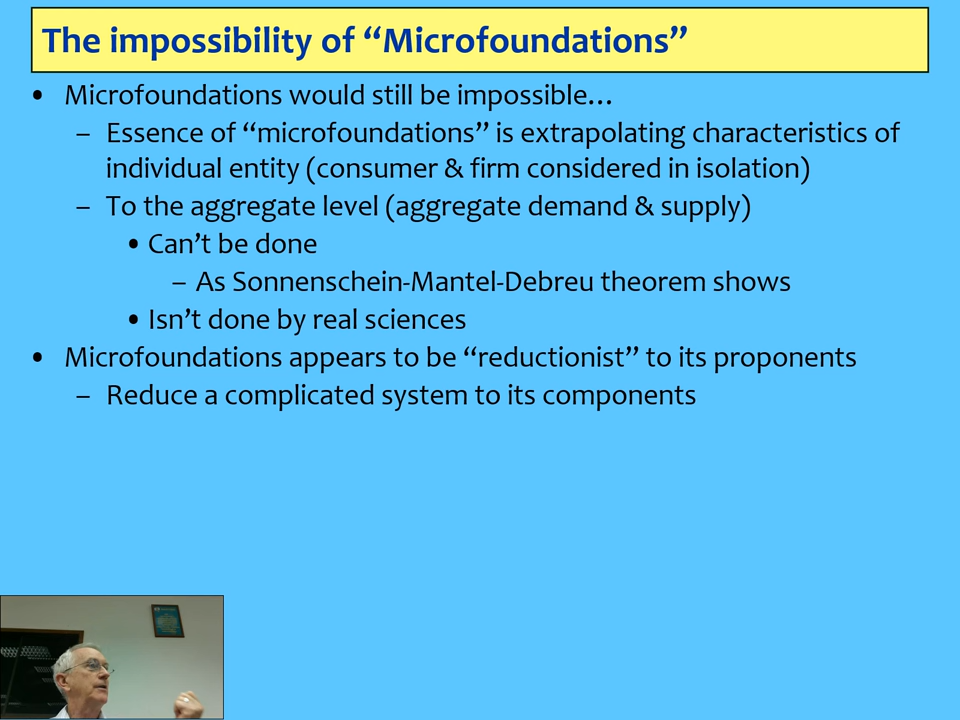 The impossibility of “Microfoundations”
• Microfoundations would still be impossible…
– Essence of “microfoundations” is extrapolating characteristics of
individual entity (consumer & firm considered in isolation)
– To the aggregate level (aggregate demand & supply)
• Can’t be done
– As Sonnenschein-Mantel-Debreu theorem shows
• Isn’t done by real sciences
• Microfoundations appears to be “reductionist” to its proponents
– Reduce a complicated system to its components